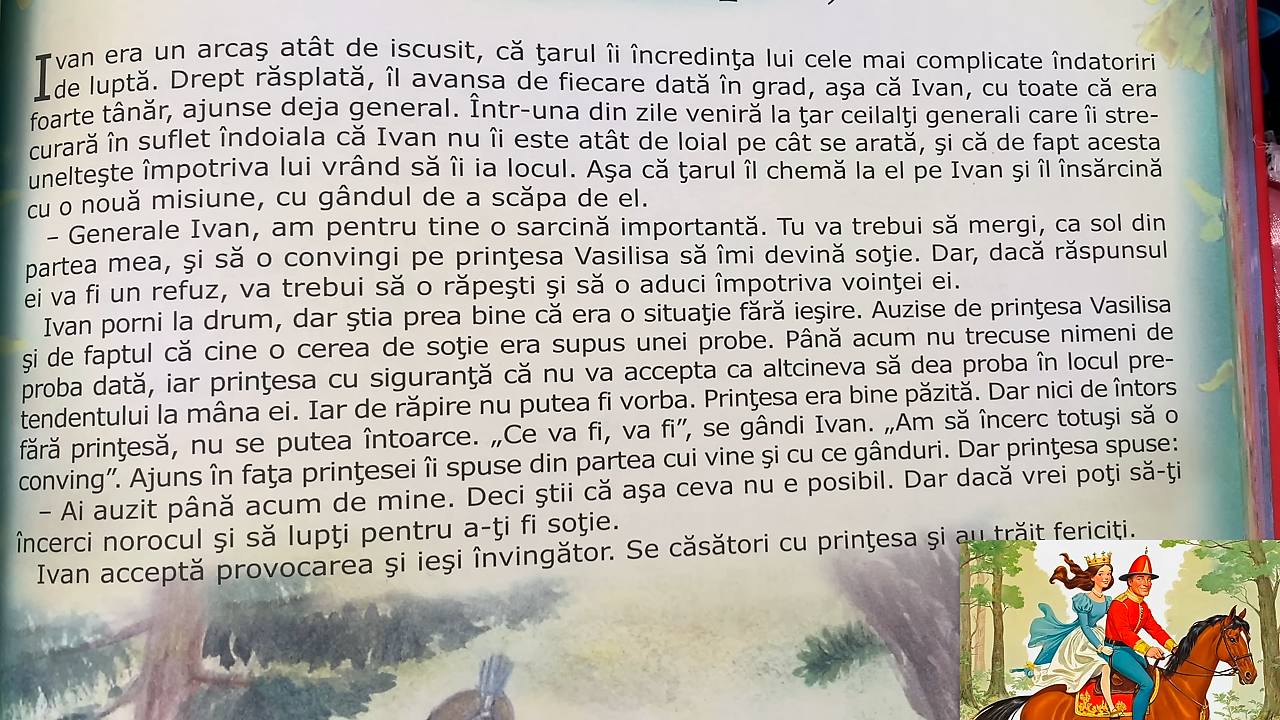 Ivan era un arcaş atât de iscusit, că ţarul îi încredinţa lui cele mai complicate îndatoriri
de luptă. Drept răsplată, îl avansa de fiecare dată în grad, aşa că Ivan, cu toate că era
foarte tânăr, ajunse deja general. Într-una din zile veniră la ţar ceilalţi generali care îi stre-
curară în suflet îndoiala că Ivan nu îi este atât de loial pe cât se arată, şi că de fapt acesta
unelteşte împotriva lui vrând să îi ia locul. Aşa că ţarul îl chemă la el pe Ivan şi îl însărcină
cu o nouă misiune, cu gândul de a scăpa de el.
– Generale Ivan, am pentru tine o sarcină importantă. Tu va trebui să mergi, ca sol din
partea mea, şi să o convingi pe prinţesa Vasilisa să îmi devină soţie. Dar, dacă răspunsul
ei va fi un refuz, va trebui să o răpeşti şi să o aduci împotriva voinţei ei.
Ivan porni la drum, dar ştia prea bine că era o situaţie fără ieşire. Auzise de prinţesa Vasilisa
şi de faptul că cine o cerea de soţie era supus unei probe. Până acum nu trecuse nimeni de
proba dată, iar prinţesa cu siguranţă că nu va accepta ca altcineva să dea proba în locul pre-
tendentului la mâna ei. Iar de răpire nu putea fi vorba. Prinţesa era bine păzită. Dar nici de întors
fără prinţesă, nu se putea întoarce. „Ce va fi, va fi”, se gândi Ivan. „Am să încerc totuşi să o
conving”. Ajuns în faţa prinţesei îi spuse din partea cui vine şi cu ce gânduri. Dar prinţesa spuse:
– Ai auzit până acum de mine. Deci ştii că aşa ceva nu e posibil. Dar dacă vrei poţi să-ţi
încerci norocul şi să lupţi pentru a-ţi fi soţie.
Ivan acceptă provocarea şi ieşi învingător. Se căsători cu prinţesa şi au trăit fericiţi.